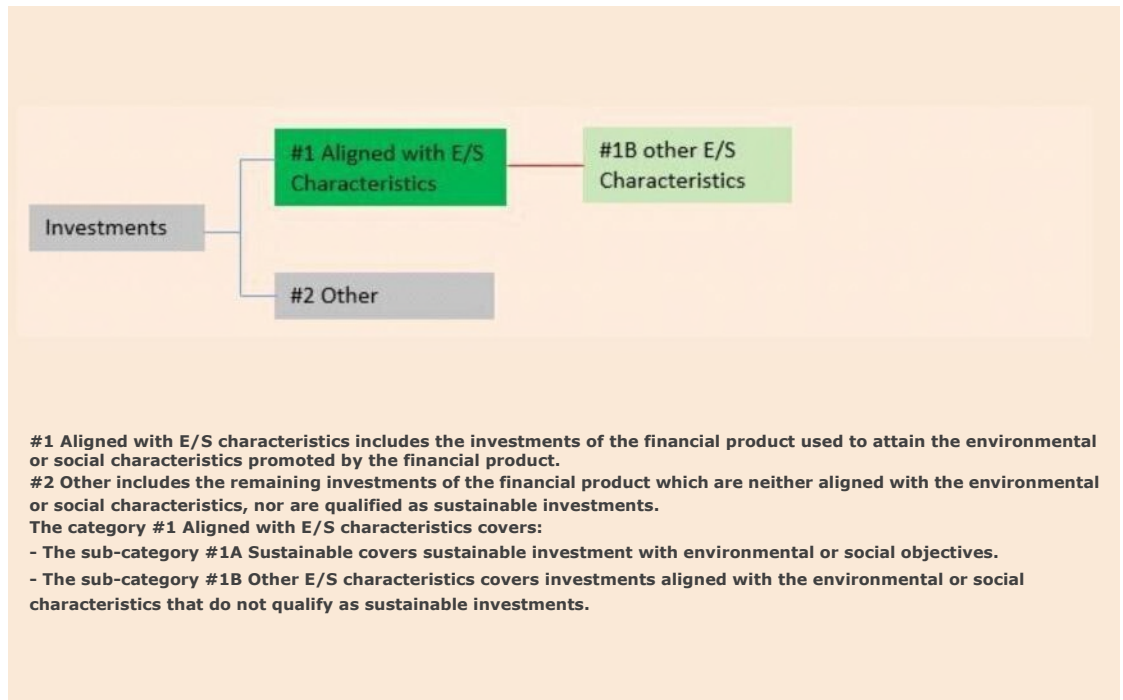 #1 Aligned with E/S
Characteristics
#1B other E/S
Characteristics
Investments
#2 Other
#1 Aligned with E/S characteristics includes the investments of the financial product used to attain the environmental
or social characteristics promoted by the financial product.
#2 Other includes the remaining investments of the financial product which are neither aligned with the environmental
or social characteristics, nor are qualified as sustainable investments.
The category #1 Aligned with E/S characteristics covers:
- The sub-category #1A Sustainable covers sustainable investment with environmental or social objectives.
- The sub-category #1B Other E/S characteristics covers investments aligned with the environmental or social
characteristics that do not qualify as sustainable investments.